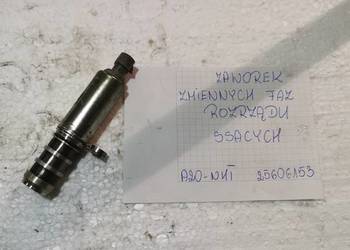 ZAWOREK
ZMIENNYCH FAZ
ROZRZĄDU
SSĄCYCH
A20-NHT 25606153